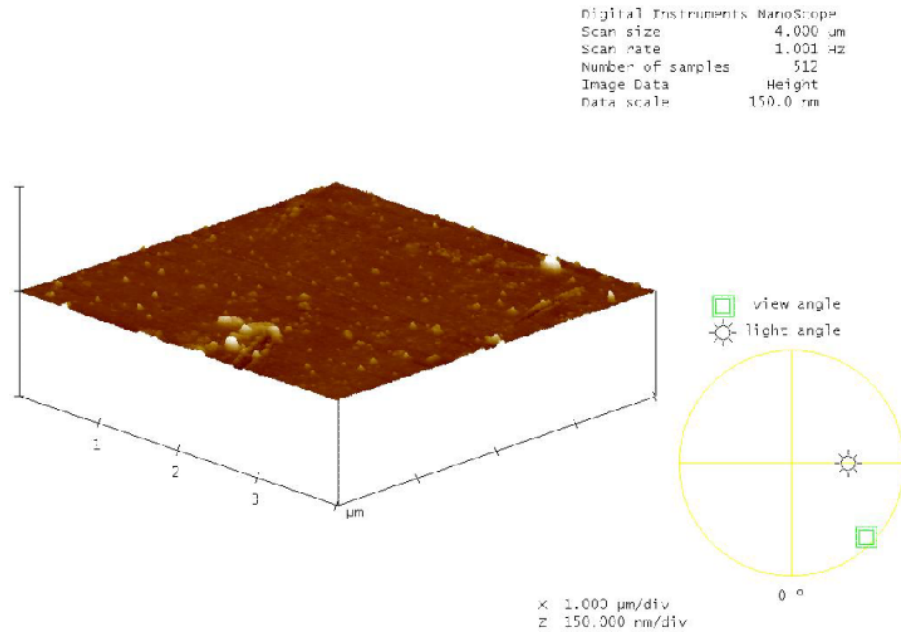 Digital Instruments NanoScope
Scan size 4.000 µm
Scan rate 1.001 Hz
Number of samples 512
Image Data Height
Data scale 150.0 nm
view angle
light angle
1
2
3
µm
0 °
X 1.000 µm/div
Z 150.000 nm/div